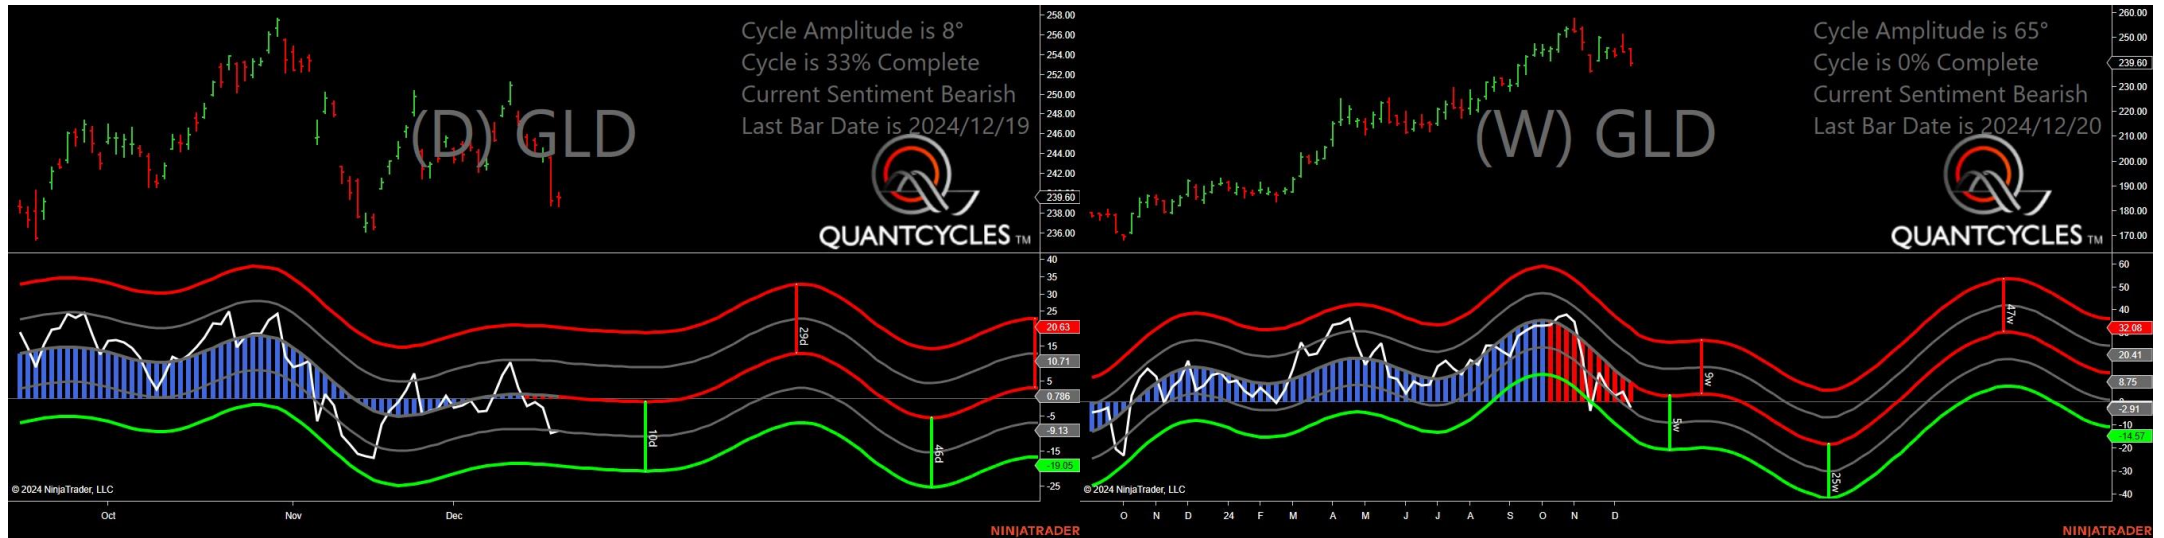 Cycle Amplitude is 8°
Cycle is 33% Complete
Current Sentiment Bearish
Last Bar Date is 2024/12/19
(D) GLD
QUANTCYCLES TM
258.00
256.00
254.00
252.00
250.00
248.00
246.00
244.00
242.00
239.60
238.00
236.00
40
35
30
25
20.63
15
10.71
5
0.786
-5
-9.13
-15
-19.05
-25
29d
10d
46d
© 2024 NinjaTrader, LLC
Oct Nov Dec
NINJATRADER
Cycle Amplitude is 65°
Cycle is 0% Complete
Current Sentiment Bearish
Last Bar Date is 2024/12/20
(W) GLD
QUANTCYCLES TM
260.00
250.00
239.60
230.00
220.00
210.00
200.00
190.00
180.00
170.00
60
50
40
32.08
20.41
8.75
-2.91
-10
-14.57
-20
-30
-40
9w
5w
25w
47w
© 2024 NinjaTrader, LLC
O N D 24 F M A M J J A S O N D
NINJATRADER